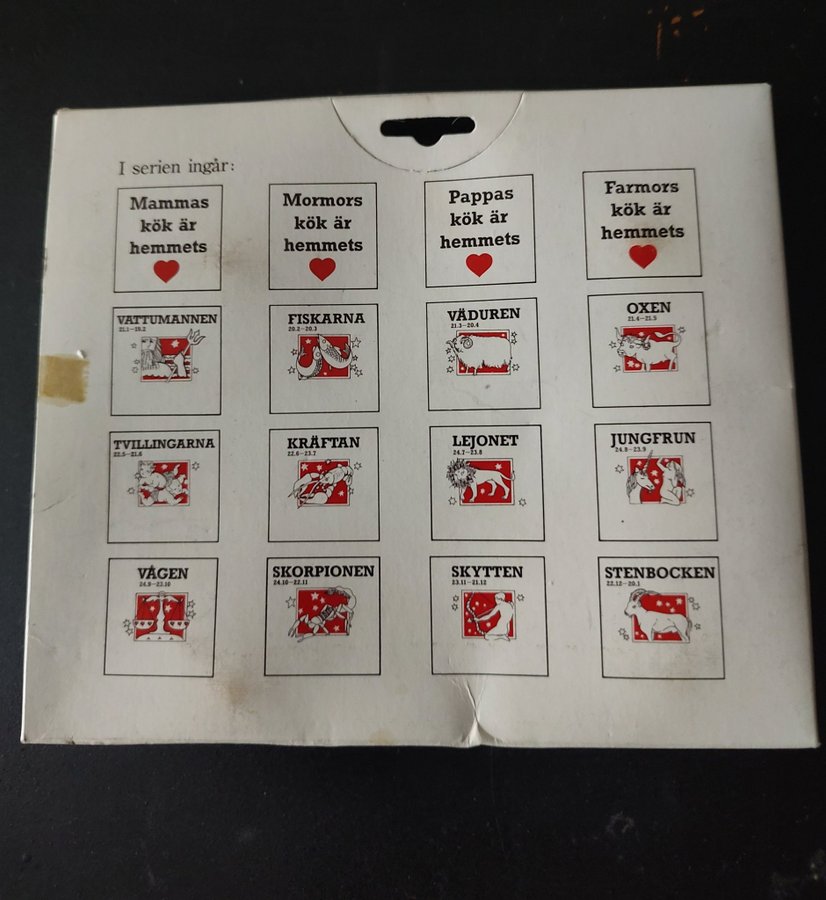 I serien ingår:
Mammas
kök är
hemmets
Mormors
kök är
hemmets
Pappas
kök är
hemmets
Farmors
kök är
hemmets
VATTUMANNEN
21.1–19.2
FISKARNA
20.2–20.3
VÄDUREN
21.3–20.4
OXEN
21.4–21.5
TVILLINGARNA
22.5–21.6
KRÄFTAN
22.6–23.7
LEJONET
24.7–23.8
JUNGFRUN
24.8–23.9
VÅGEN
24.9–23.10
SKORPIONEN
24.10–22.11
SKYTTEN
23.11–21.12
STENBOCKEN
22.12–20.1